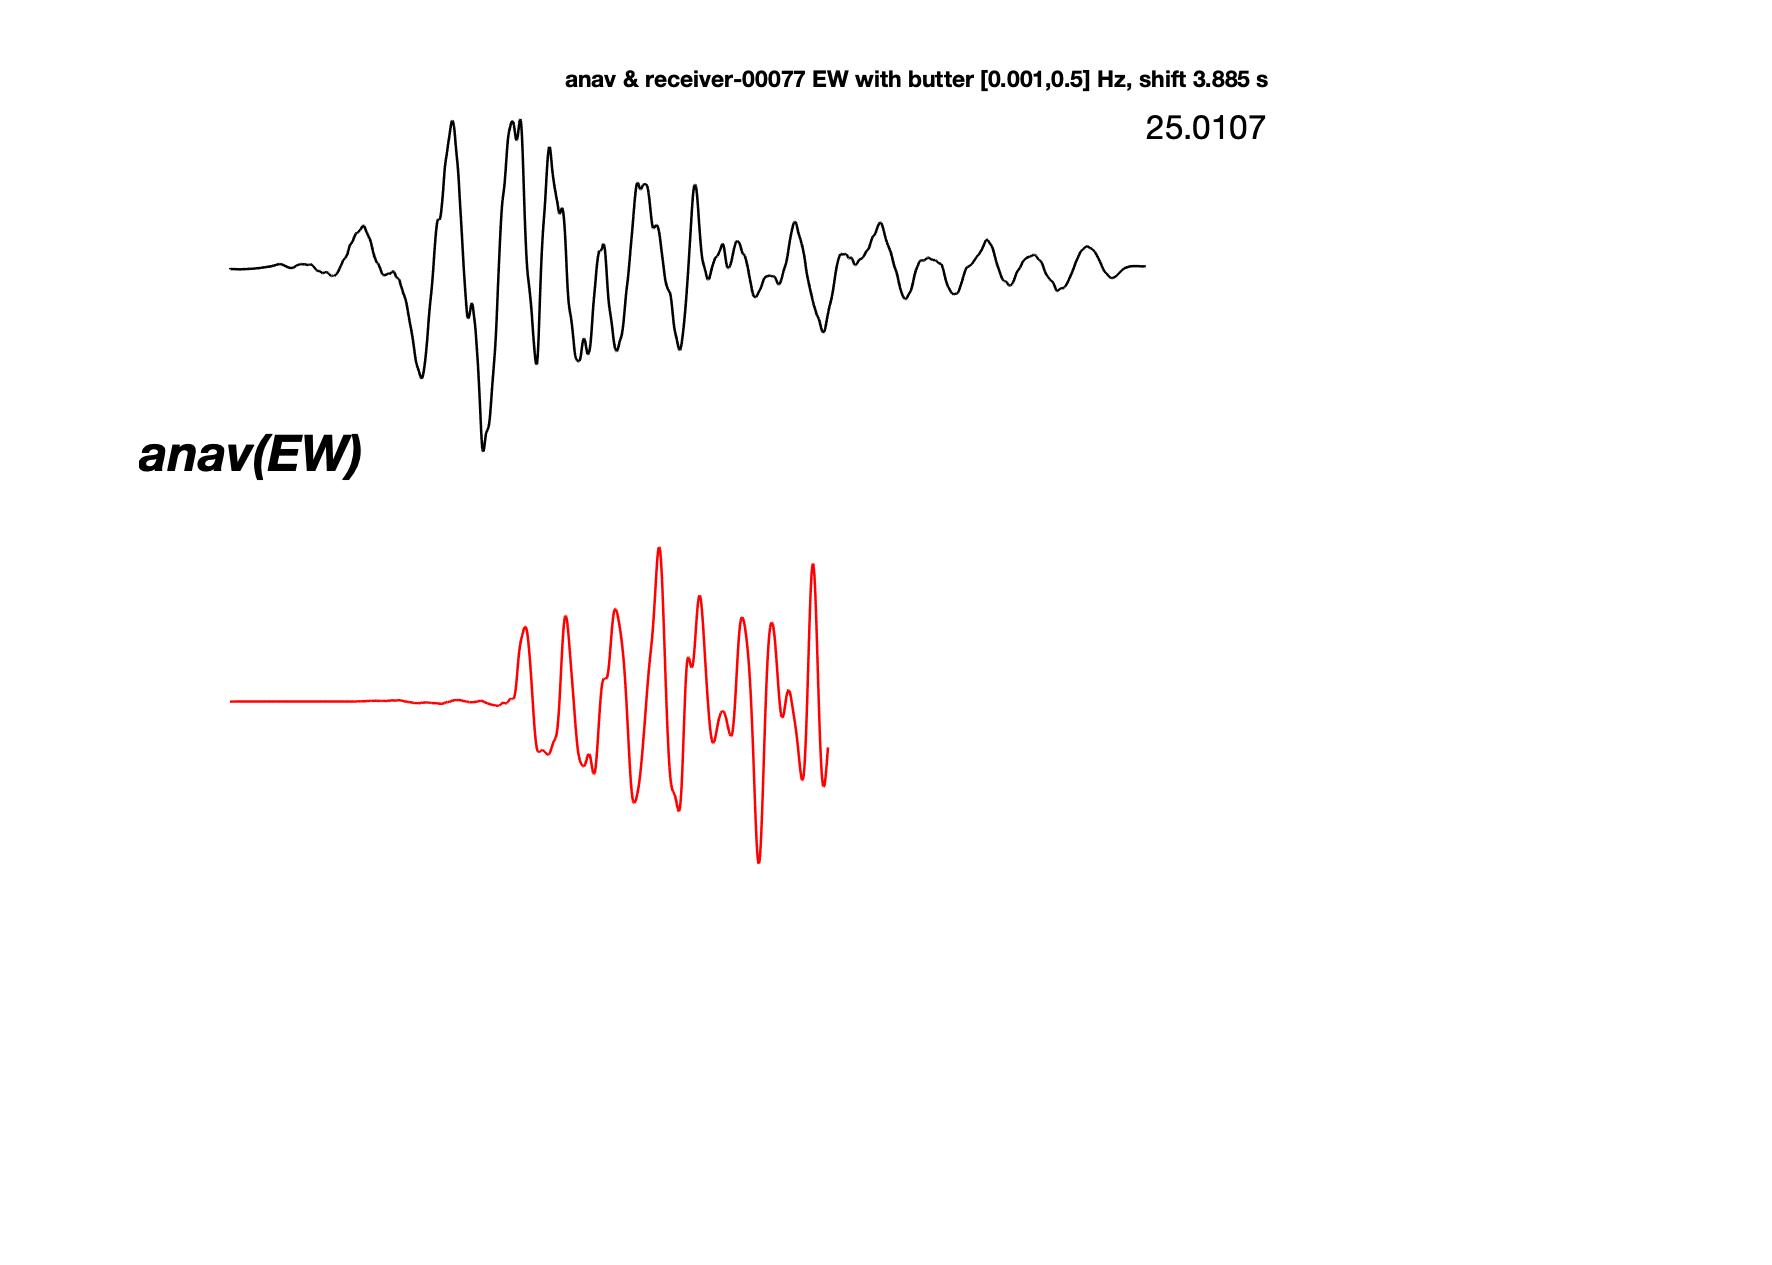 anav & receiver-00077 EW with butter [0.001,0.5] Hz, shift 3.885 s
25.0107
anav(EW)